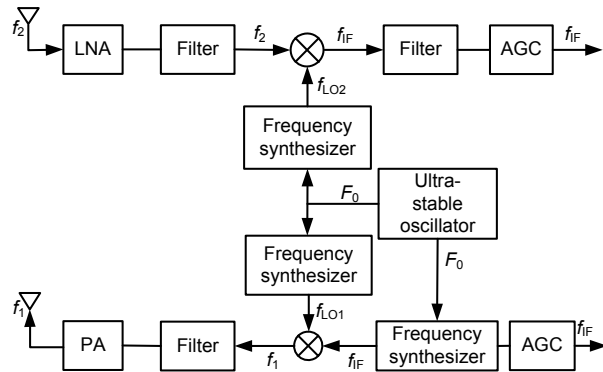 f2 LNA Filter f2 fIF Filter AGC fIF
fLO2
Frequency
synthesizer
F0
Ultra-
stable
oscillator
Frequency
synthesizer
F0
fLO1
f1 PA Filter f1 fIF Frequency
synthesizer
AGC fIF